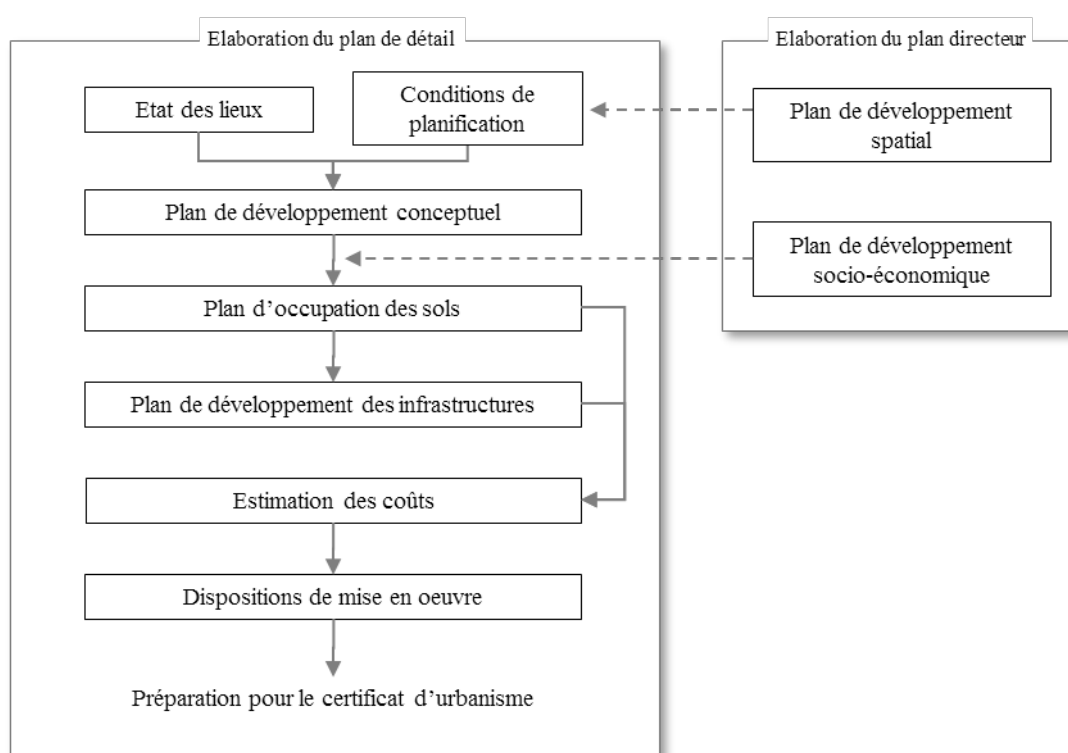 Elaboration du plan de détail
Etat des lieux
Conditions de
planification
Plan de développement conceptuel
Plan d’occupation des sols
Plan de développement des infrastructures
Estimation des coûts
Dispositions de mise en oeuvre
Préparation pour le certificat d’urbanisme
Elaboration du plan directeur
Plan de développement
spatial
Plan de développement
socio-économique